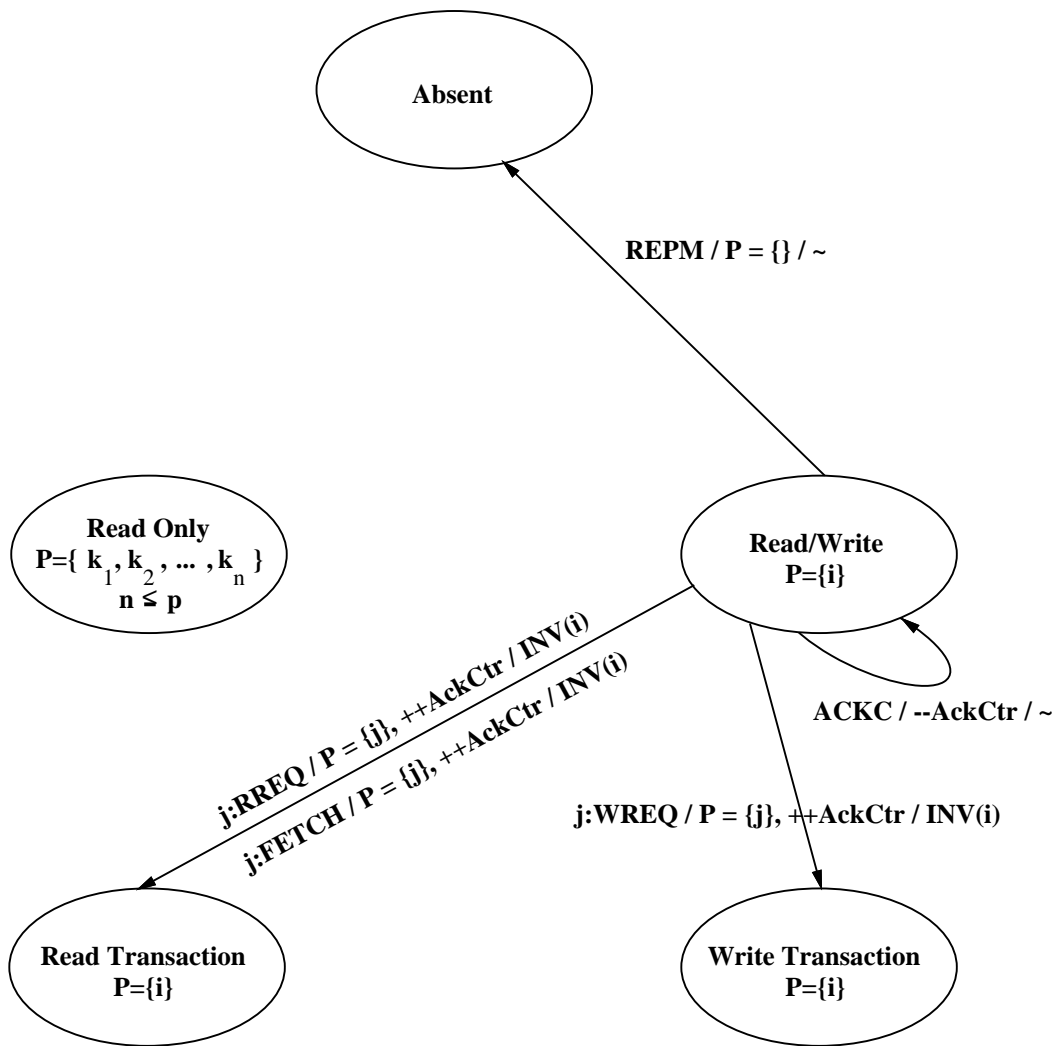 Absent
REPM / P = {} / ~
Read Only
P={ k1, k2 , ... , kn }
n ≤ p
Read/Write
P={i}
j:RREQ / P = {j}, ++AckCtr / INV(i)
j:FETCH / P = {j}, ++AckCtr / INV(i)
ACKC / --AckCtr / ~
j:WREQ / P = {j}, ++AckCtr / INV(i)
Read Transaction
P={i}
Write Transaction
P={i}